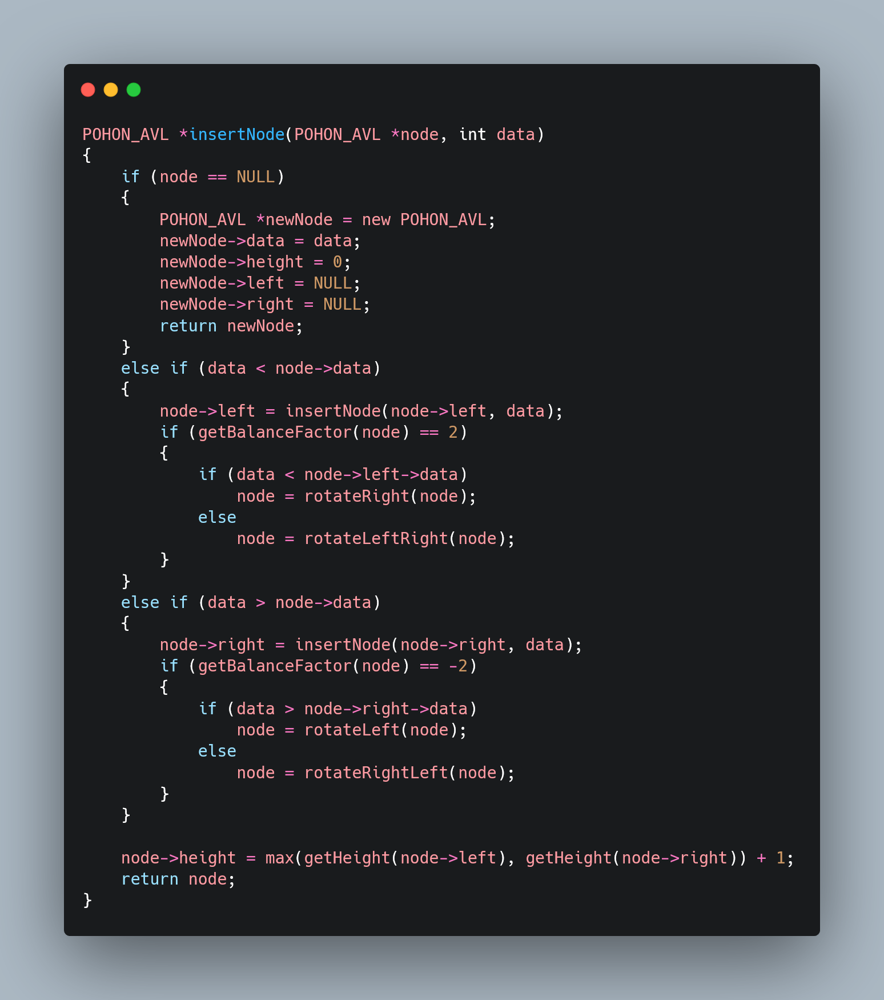 POHON_AVL *insertNode(POHON_AVL *node, int data)
{
    if (node == NULL)
    {
        POHON_AVL *newNode = new POHON_AVL;
        newNode->data = data;
        newNode->height = 0;
        newNode->left = NULL;
        newNode->right = NULL;
        return newNode;
    }
    else if (data < node->data)
    {
        node->left = insertNode(node->left, data);
        if (getBalanceFactor(node) == 2)
        {
            if (data < node->left->data)
                node = rotateRight(node);
            else
                node = rotateLeftRight(node);
        }
    }
    else if (data > node->data)
    {
        node->right = insertNode(node->right, data);
        if (getBalanceFactor(node) == -2)
        {
            if (data > node->right->data)
                node = rotateLeft(node);
            else
                node = rotateRightLeft(node);
        }
    }

    node->height = max(getHeight(node->left), getHeight(node->right)) + 1;
    return node;
}